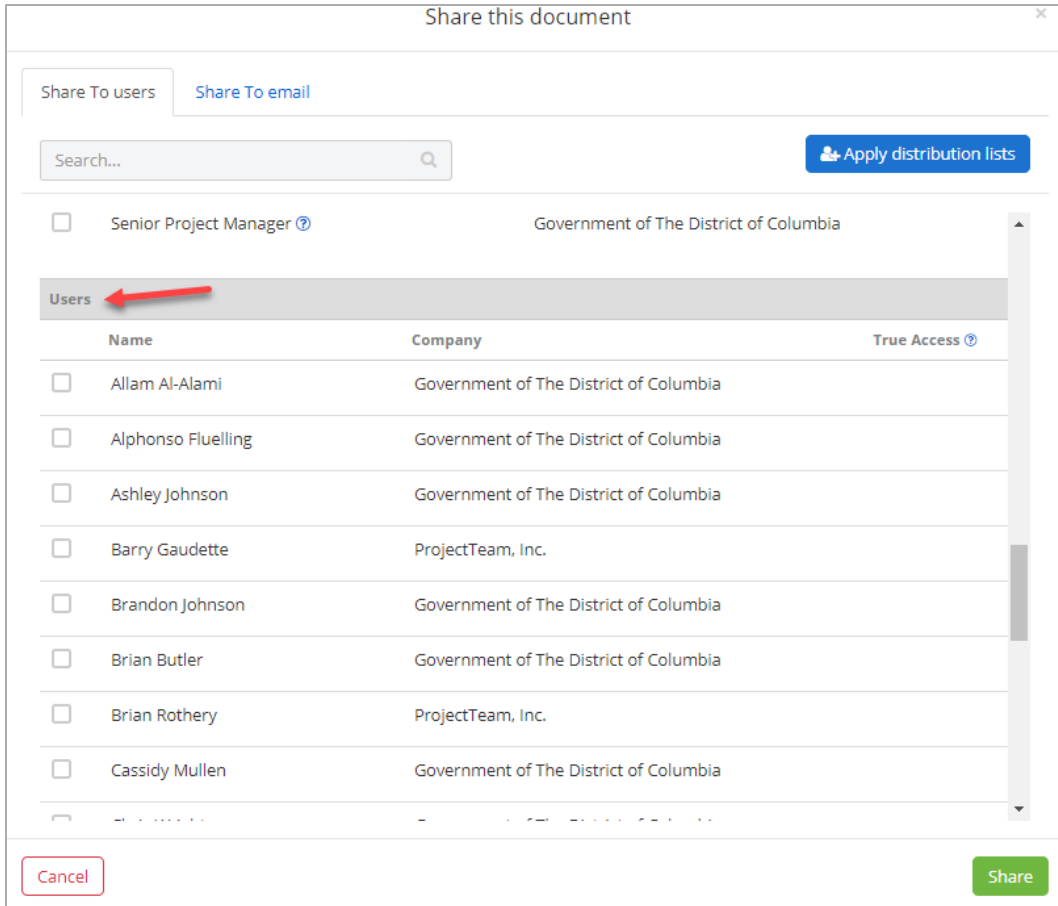 Share this document
×
Share To users Share To email
Search... Apply distribution lists
Senior Project Manager Government of The District of Columbia
Users
Name Company True Access
Allam Al-Alami Government of The District of Columbia
Alphonso Fluelling Government of The District of Columbia
Ashley Johnson Government of The District of Columbia
Barry Gaudette ProjectTeam, Inc.
Brandon Johnson Government of The District of Columbia
Brian Butler Government of The District of Columbia
Brian Rothery ProjectTeam, Inc.
Cassidy Mullen Government of The District of Columbia
Cancel Share